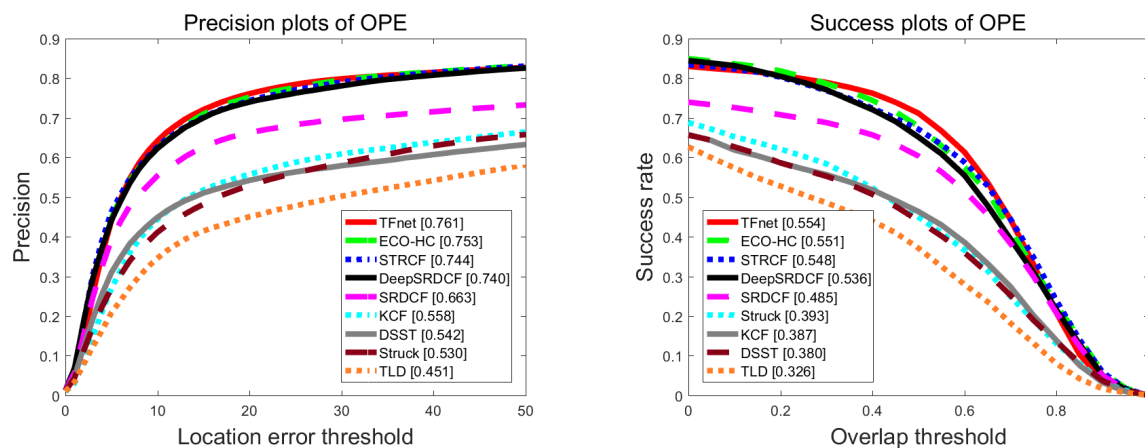 Precision plots of OPE
0.9
0.8
0.7
0.6
0.5
0.4
0.3
0.2
0.1
0
Precision
0 10 20 30 40 50
Location error threshold
TFnet [0.761]
ECO-HC [0.753]
STRCF [0.744]
DeepSRDCF [0.740]
SRDCF [0.663]
KCF [0.558]
DSST [0.542]
Struck [0.530]
TLD [0.451]
Success plots of OPE
0.9
0.8
0.7
0.6
0.5
0.4
0.3
0.2
0.1
0
Success rate
0 0.2 0.4 0.6 0.8
Overlap threshold
TFnet [0.554]
ECO-HC [0.551]
STRCF [0.548]
DeepSRDCF [0.536]
SRDCF [0.485]
Struck [0.393]
KCF [0.387]
DSST [0.380]
TLD [0.326]